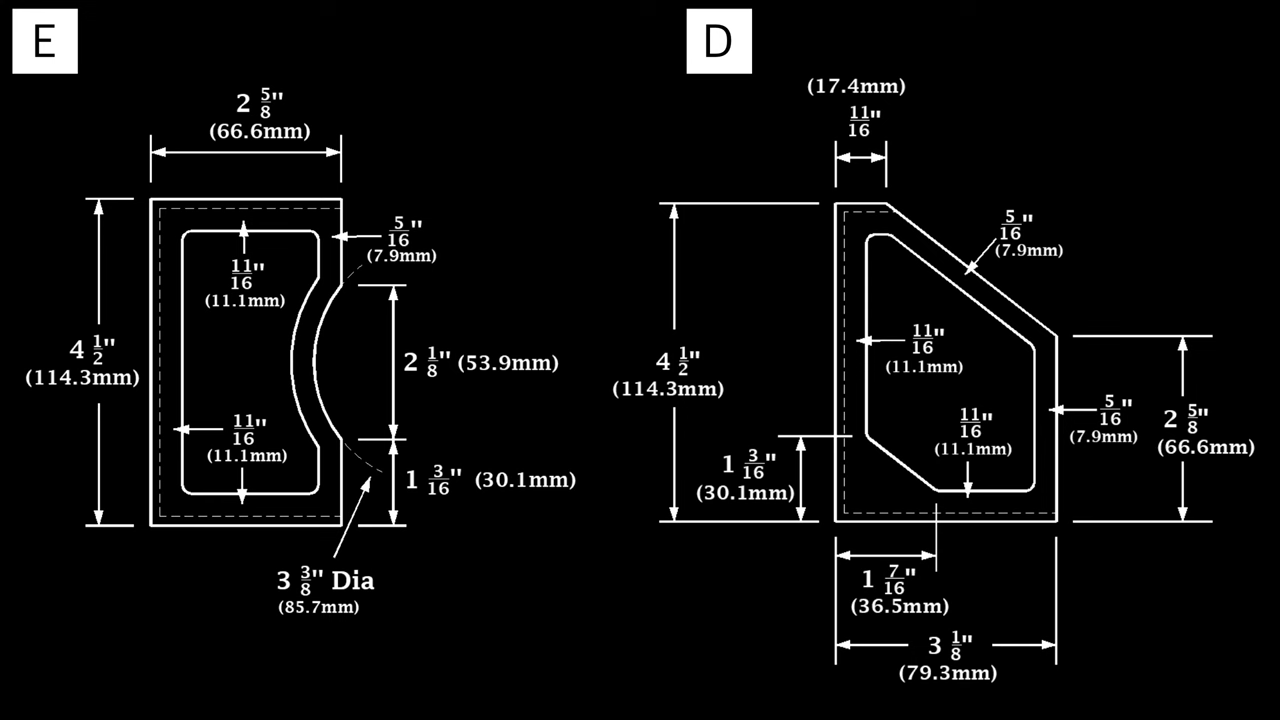 E
2 5/8"
(66.6mm)
5/16"
(7.9mm)
11/16"
(11.1mm)
4 1/2"
(114.3mm)
2 1/8" (53.9mm)
11/16"
(11.1mm)
1 3/16" (30.1mm)
3 3/8" Dia
(85.7mm)
D
(17.4mm)
11/16"
5/16"
(7.9mm)
11/16"
(11.1mm)
4 1/2"
(114.3mm)
11/16"
(11.1mm)
5/16"
(7.9mm)
2 5/8"
(66.6mm)
1 3/16"
(30.1mm)
1 7/16"
(36.5mm)
3 1/8"
(79.3mm)